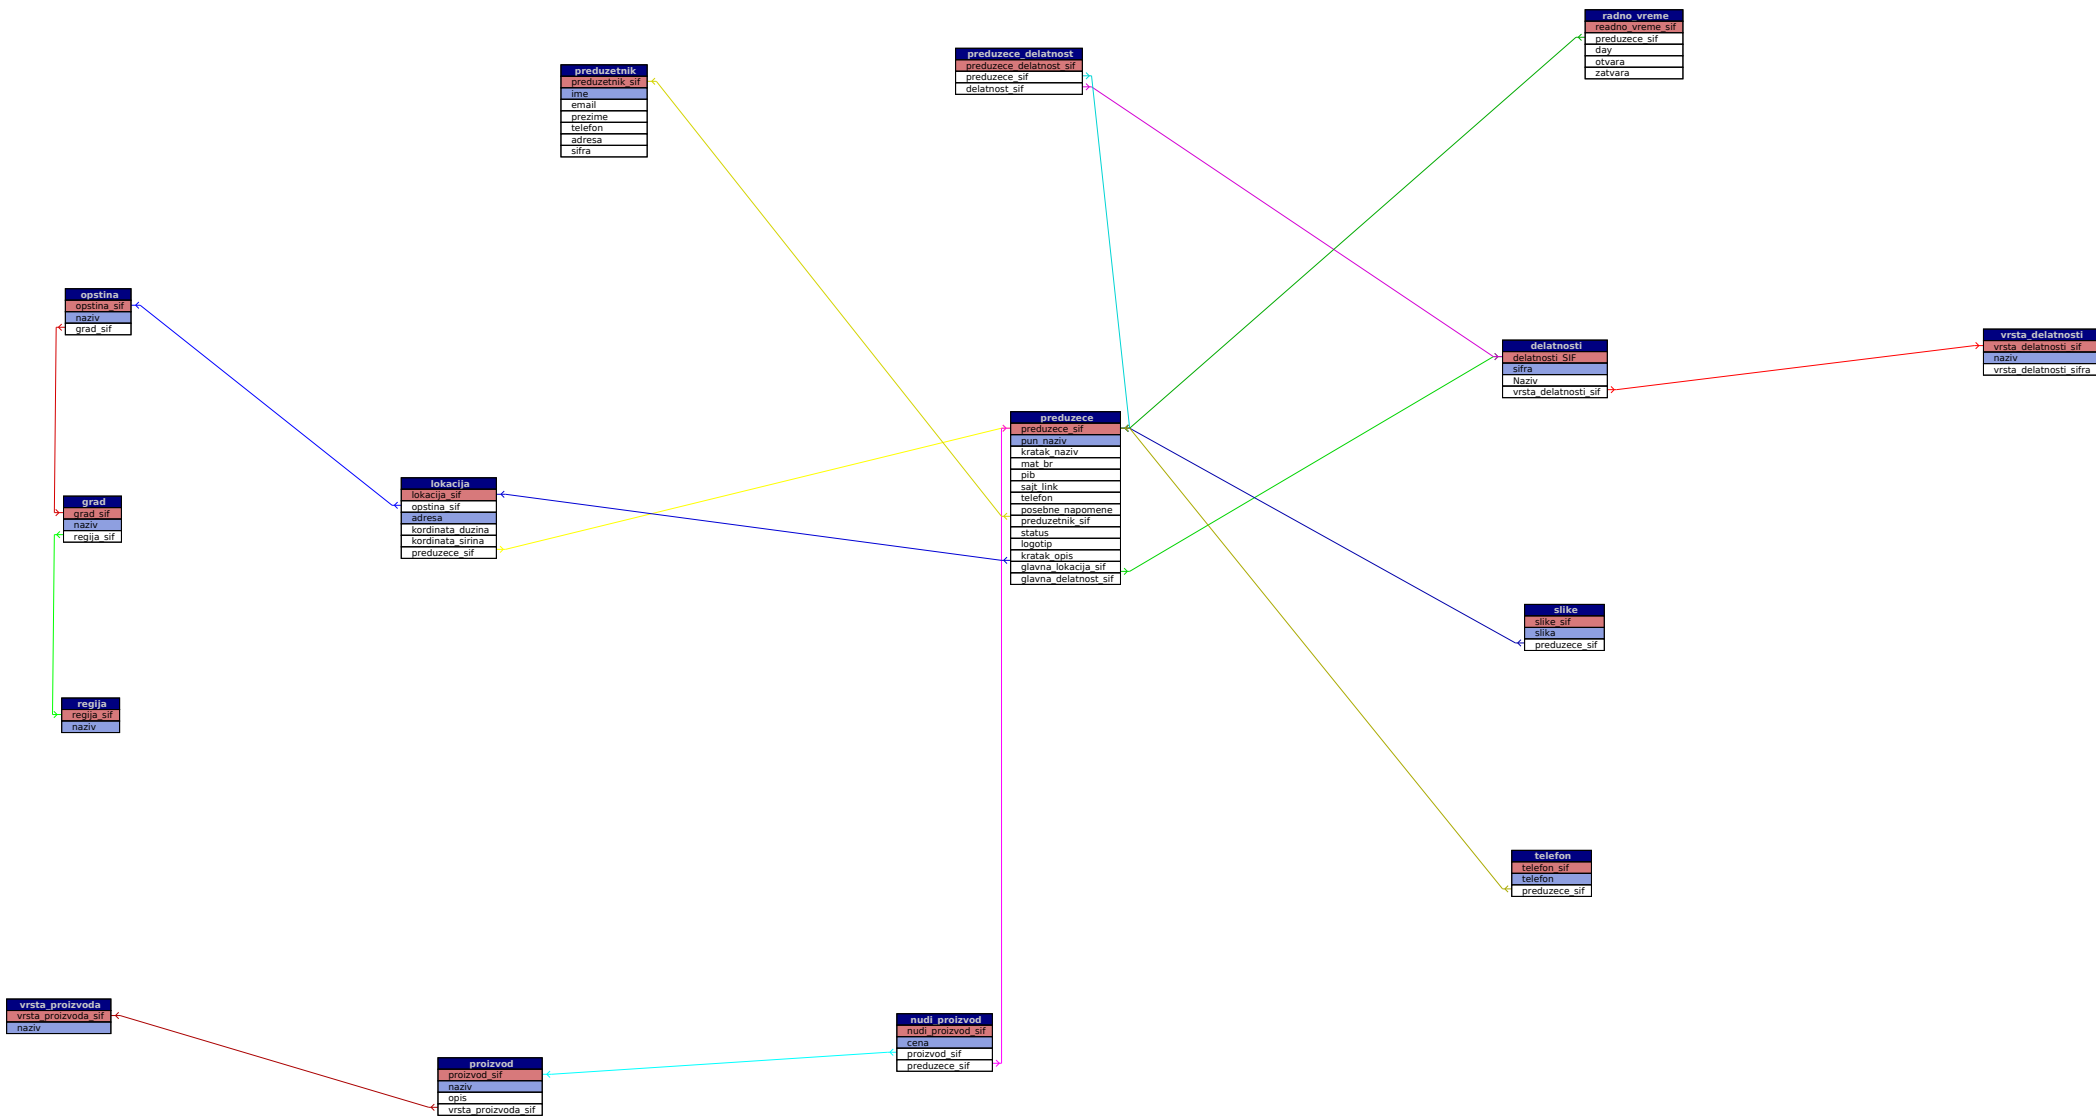 radno_vreme
readno_vreme_sif
preduzece_sif
day
otvara
zatvara
preduzece_delatnost
preduzece_delatnost_sif
preduzece_sif
delatnost_sif
preduzetnik
preduzetnik_sif
ime
email
prezime
telefon
adresa
sifra
opstina
opstina_sif
naziv
grad_sif
vrsta_delatnosti
vrsta_delatnosti_sif
naziv
vrsta_delatnosti_sifra
delatnosti
delatnosti_SIF
sifra
Naziv
vrsta_delatnosti_sif
preduzece
preduzece_sif
pun_naziv
kratak_naziv
mat_br
pib
sajt_link
telefon
posebne_napomene
preduzetnik_sif
status
logotip
kratak_opis
glavna_lokacija_sif
glavna_delatnost_sif
lokacija
lokacija_sif
opstina_sif
adresa
kordinata_duzina
kordinata_sirina
preduzece_sif
grad
grad_sif
naziv
regija_sif
slike
slike_sif
slika
preduzece_sif
regija
regija_sif
naziv
telefon
telefon_sif
telefon
preduzece_sif
vrsta_proizvoda
vrsta_proizvoda_sif
naziv
nudi_proizvod
nudi_proizvod_sif
cena
proizvod_sif
preduzece_sif
proizvod
proizvod_sif
naziv
opis
vrsta_proizvoda_sif